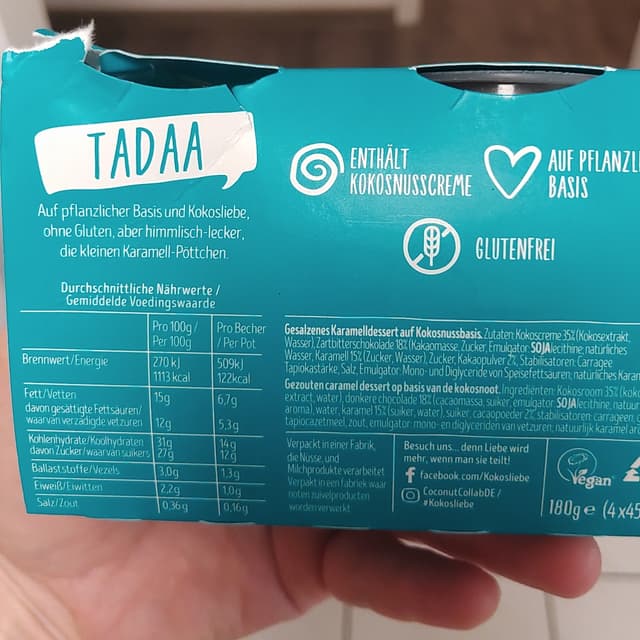 TADAA
Auf pflanzlicher Basis und Kokosliebe,
ohne Gluten, aber himmlisch-lecker,
die kleinen Karamell-Pöttchen.
ENTHÄLT
KOKOSNUSSCREME
AUF PFLANZLI
BASIS
GLUTENFREI
Durchschnittliche Nährwerte /
Gemiddelde Voedingswaarde
Pro 100g / Pro Becher
Per 100g / Per Pot
Brennwert/Energie 270 kJ 509kJ
1113 kcal 122kcal
Fett/Vetten 15g 6,7g
davon gesättigte Fettsäuren/
waarvan verzadigde vetzuren 12g 5,3g
Kohlenhydrate/Koolhydraten 31g 14g
davon Zucker/waarvan suikers 27g 12g
Ballaststoffe/Vezels 3,0g 1,3g
Eiweiß/Eiwitten 2,2g 1,0g
Salz/Zout 0,36g 0,16g
Gesalzenes Karamelldessert auf Kokosnussbasis. Zutaten: Kokoscreme 35% (Kokosextrakt,
Wasser), Zartbitterschokolade 18% (Kakaomasse, Zucker, Emulgator: SOJAlecithine; natürliches
Wasser, Karamell 15% (Zucker, Wasser), Zucker, Kakaopulver 2%, Stabilisatoren: Carragee
Tapiokastärke, Salz, Emulgator: Mono- und Diglyceride von Speisefettsäuren; natürliches Karam
Gezouten caramel dessert op basis van de kokosnoot. Ingrediënten: Kokosroom 35% (koko
extract, water), donkere chocolade 18% (cacaomassa, suiker, emulgator: SOJAlecithine, natuur
aroma), water, karamel 15% (suiker, water), suiker, cacaopoeder 2%, stabilisatoren: carrageen,
tapiocazetmeel, zout, emulgator: mono- en diglyceriden van vetzuren; natuurlijk karamel aro
Verpackt in einer Fabrik,
die Nüsse, und
Milchprodukte verarbeitet
Verpakt in een fabriek waar
noten zuivelproducten
worden verwerkt
Besuch uns... denn Liebe wird
mehr, wenn man sie teilt!
facebook.com/Kokosliebe
CoconutCollabDE /
#Kokosliebe
Vegan
180g e (4x45